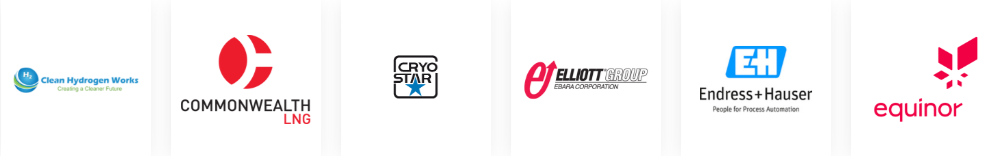 H2
Clean Hydrogen Works
Creating a Cleaner Future
COMMONWEALTH
LNG
CRYO
STAR
e ELLIOTT GROUP
EBARA CORPORATION
EH
Endress+Hauser
People for Process Automation
equinor